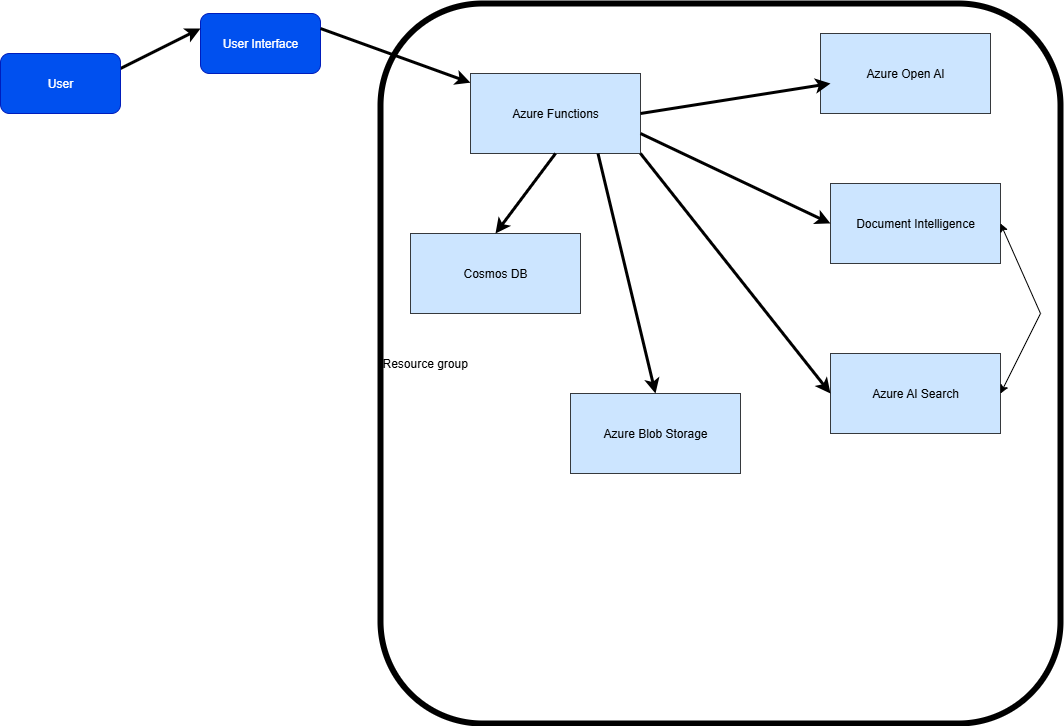 User
User Interface
Azure Functions
Azure Open AI
Document Intelligence
Cosmos DB
Resource group
Azure AI Search
Azure Blob Storage